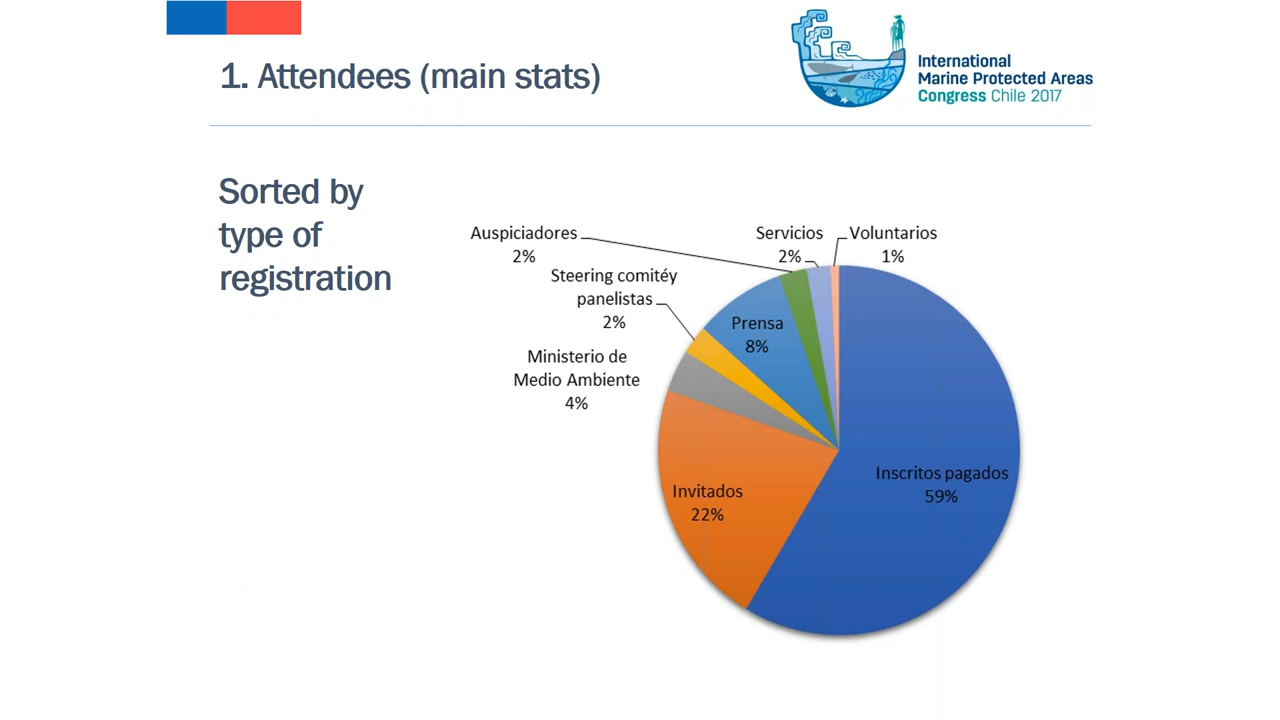 1. Attendees (main stats)
International
Marine Protected Areas
Congress Chile 2017
Sorted by
type of
registration
Auspiciadores
2%
Servicios
2%
Voluntarios
1%
Steering comitéy
panelistas
2%
Prensa
8%
Ministerio de
Medio Ambiente
4%
Inscritos pagados
59%
Invitados
22%